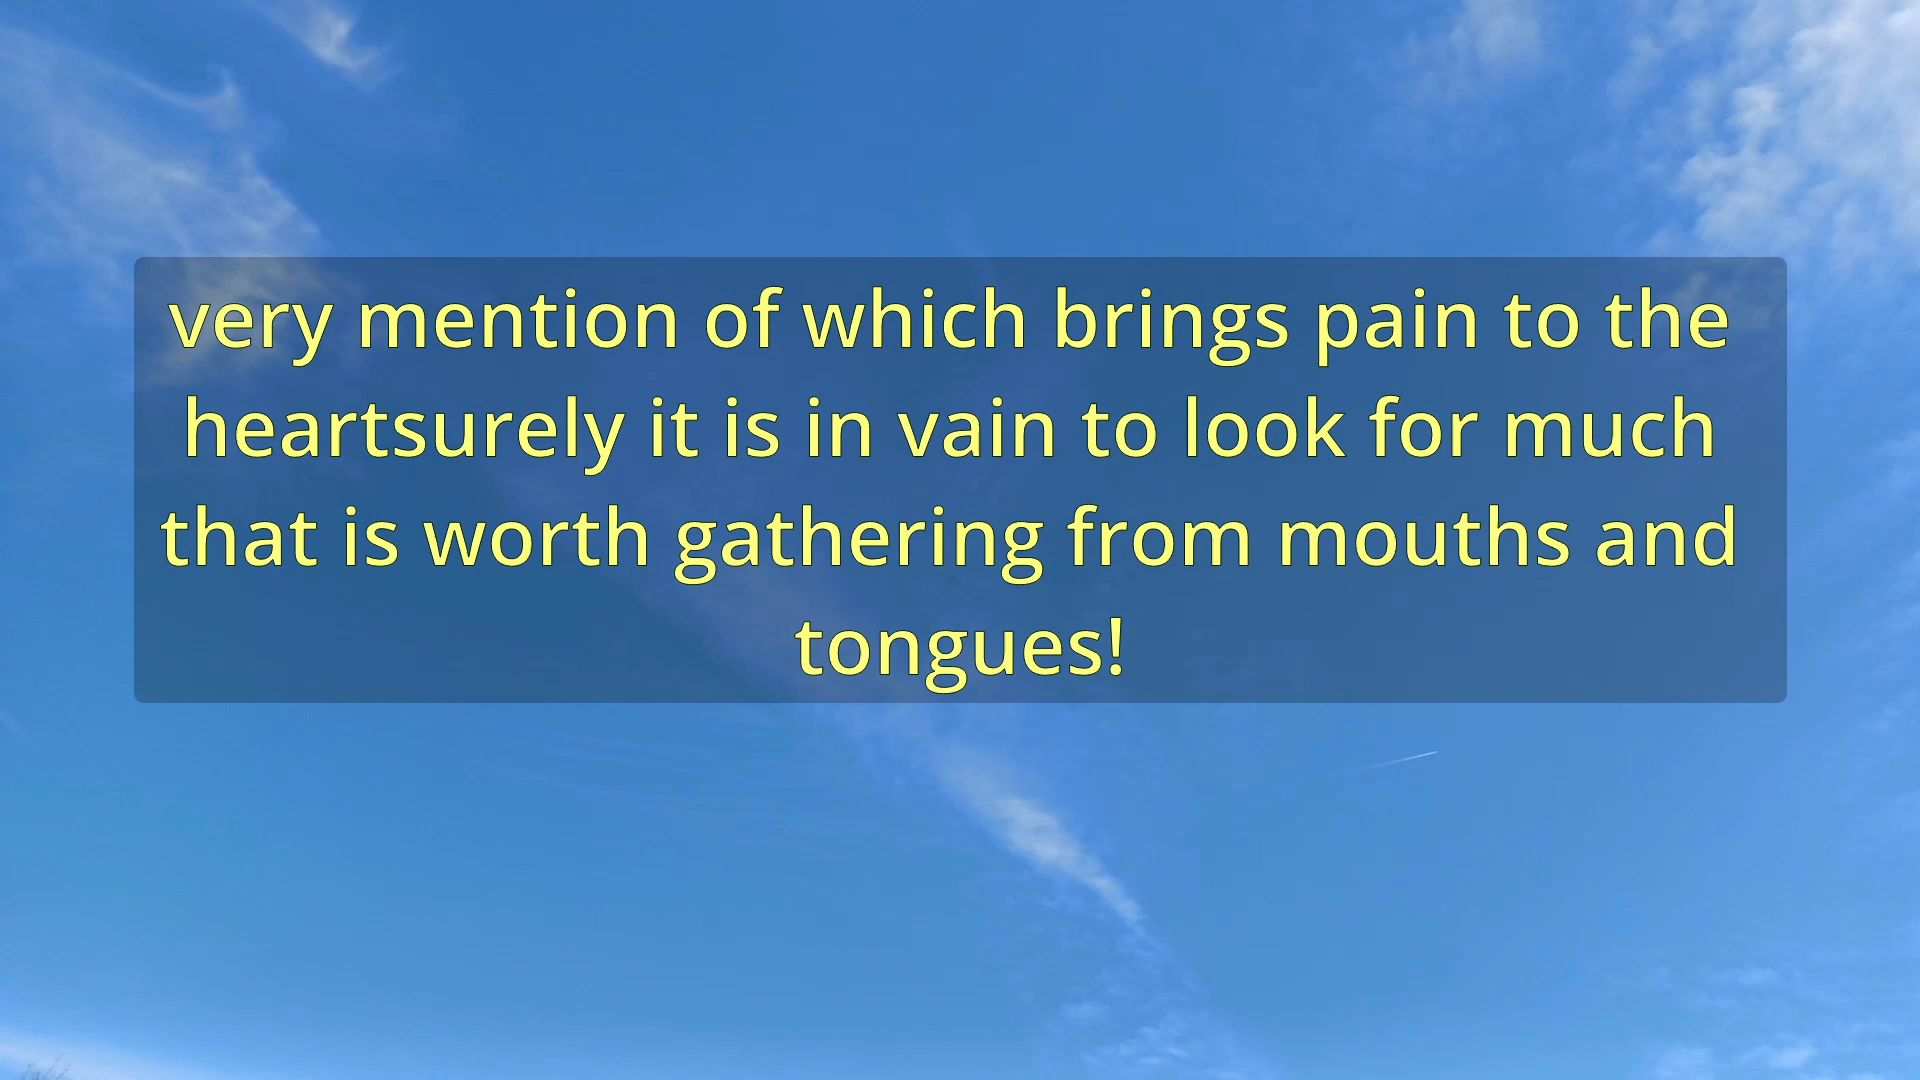 very mention of which brings pain to the
heartsurely it is in vain to look for much
that is worth gathering from mouths and
tongues!